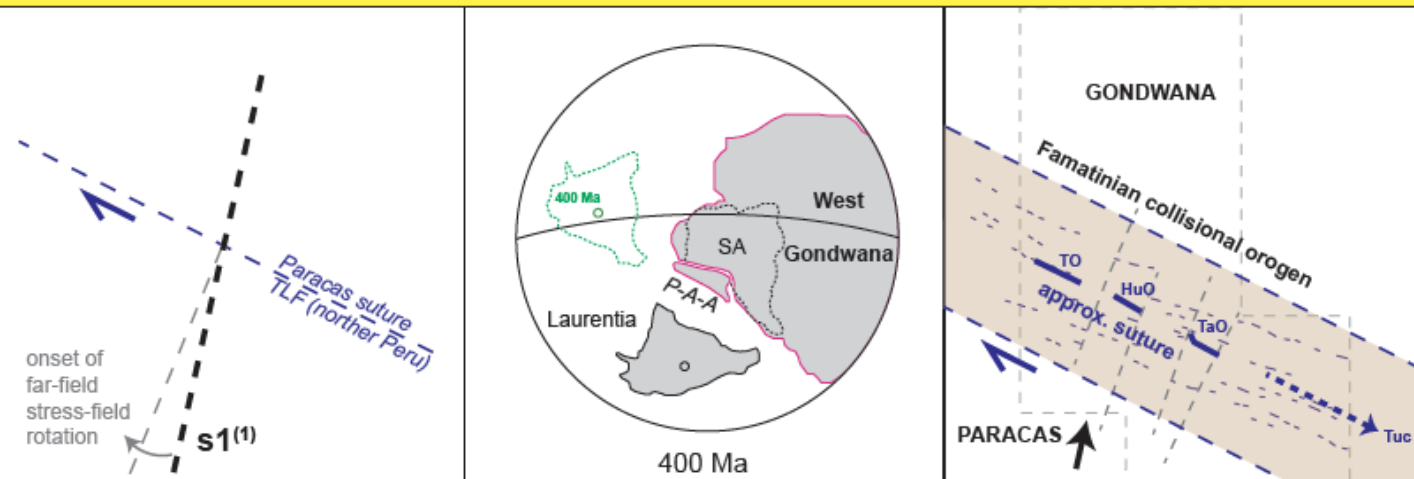 Paracas suture
TLF (norther Peru)
onset of
far-field
stress-field
rotation
s1(1)
400 Ma
West
SA
Gondwana
P-A-A
Laurentia
400 Ma
GONDWANA
Famatinian collisional orogen
TO
HuO
approx. suture
TaO
PARACAS
Tuc